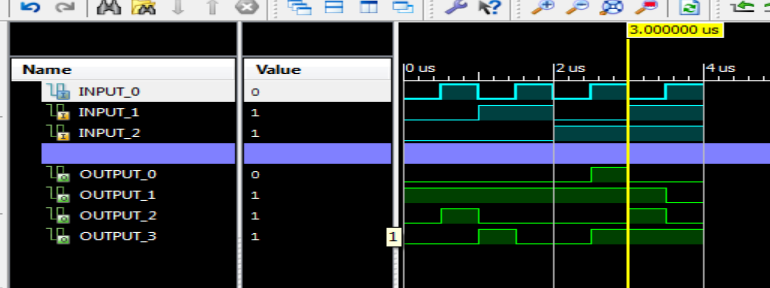 3.000000 us
Name Value 0 us 2 us 4 us
INPUT_0 0
INPUT_1 1
INPUT_2 1
OUTPUT_0 0
OUTPUT_1 1
OUTPUT_2 1
OUTPUT_3 1 1